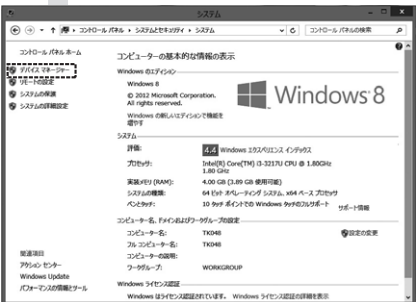 システム
コントロール パネル ▸ システムとセキュリティ ▸ システム
コントロール パネルの検索
コントロール パネル ホーム
デバイス マネージャー
リモートの設定
システムの保護
システムの詳細設定
コンピューターの基本的な情報の表示
Windows のエディション
Windows 8
© 2012 Microsoft Corporation.
All rights reserved.
Windows の新しいエディションで機能を
増やす
Windows 8
システム
評価: 4.4 Windows エクスペリエンス インデックス
プロセッサ: Intel(R) Core(TM) i3-3217U CPU @ 1.80GHz
1.80 GHz
実装メモリ (RAM): 4.00 GB (3.89 GB 使用可能)
システムの種類: 64 ビット オペレーティング システム、x64 ベース プロセッサ
ペンとタッチ: 10 タッチ ポイントでの Windows タッチのフルサポート
サポート情報
コンピューター名、ドメインおよびワークグループの設定
コンピューター名: TK048
設定の変更
フル コンピューター名: TK048
コンピューターの説明:
ワークグループ: WORKGROUP
Windows ライセンス認証
Windows はライセンス認証されています。 Windows ライセンス認証の詳細を表示
関連項目
アクション センター
Windows Update
パフォーマンスの情報とツール